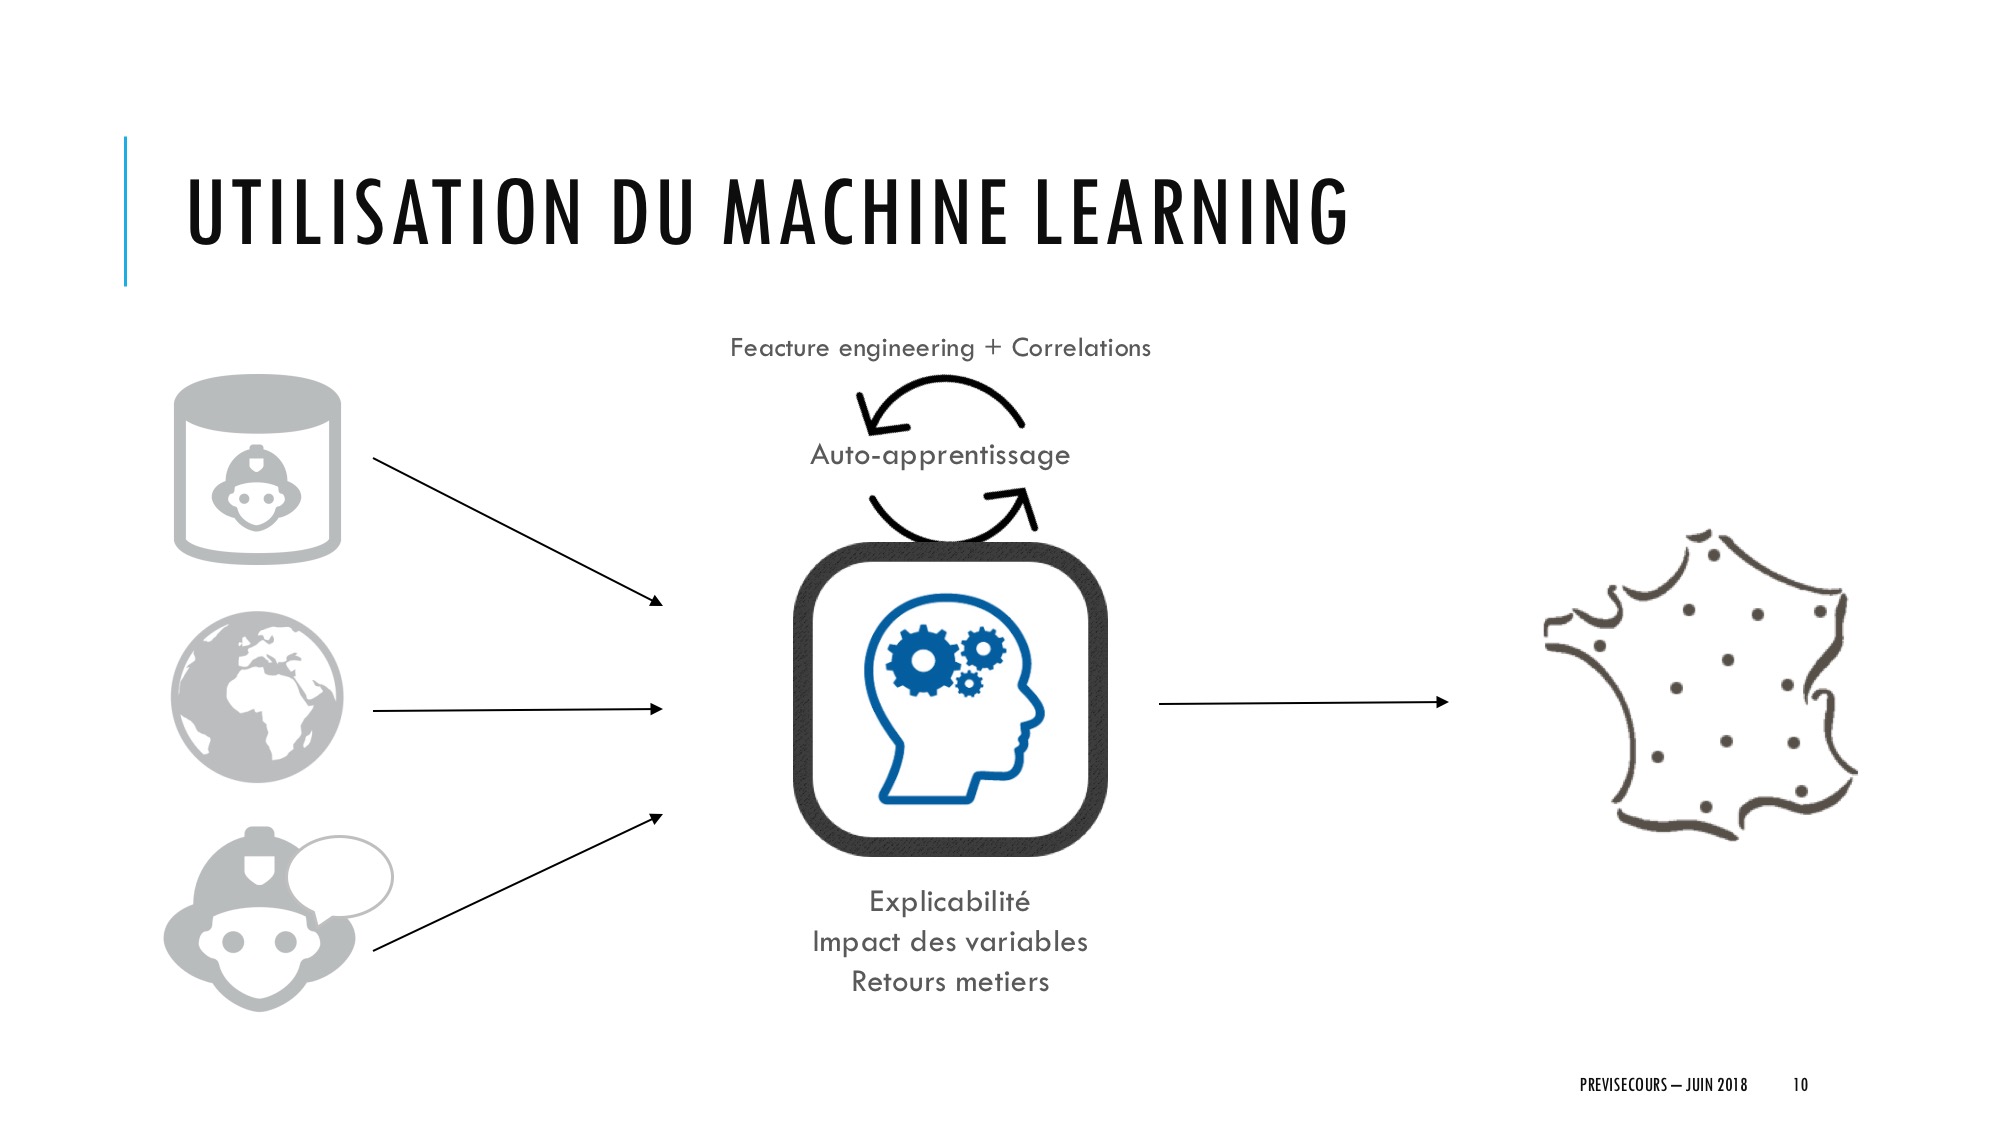 UTILISATION DU MACHINE LEARNING
Feacture engineering + Correlations
Auto-apprentissage
Explicabilité
Impact des variables
Retours metiers
PREVISECOURS – JUIN 2018 10